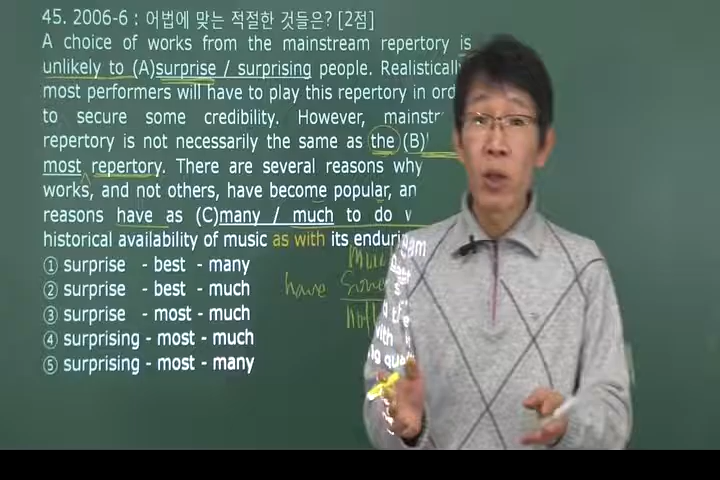 45. 2006-6 : 어법에 맞는 적절한 것들은? [2점]
A choice of works from the mainstream repertory is
unlikely to (A)surprise / surprising people. Realistically
most performers will have to play this repertory in
to secure some credibility. However,
repertory is not necessarily the same as the (B)
most repertory. There are several reasons why
works, and not others, have become popular,
reasons have as (C)many / much to do
historical availability of music as with its
① surprise - best - many
② surprise - best - much
③ surprise - most - much
④ surprising - most - much
⑤ surprising - most - many
have